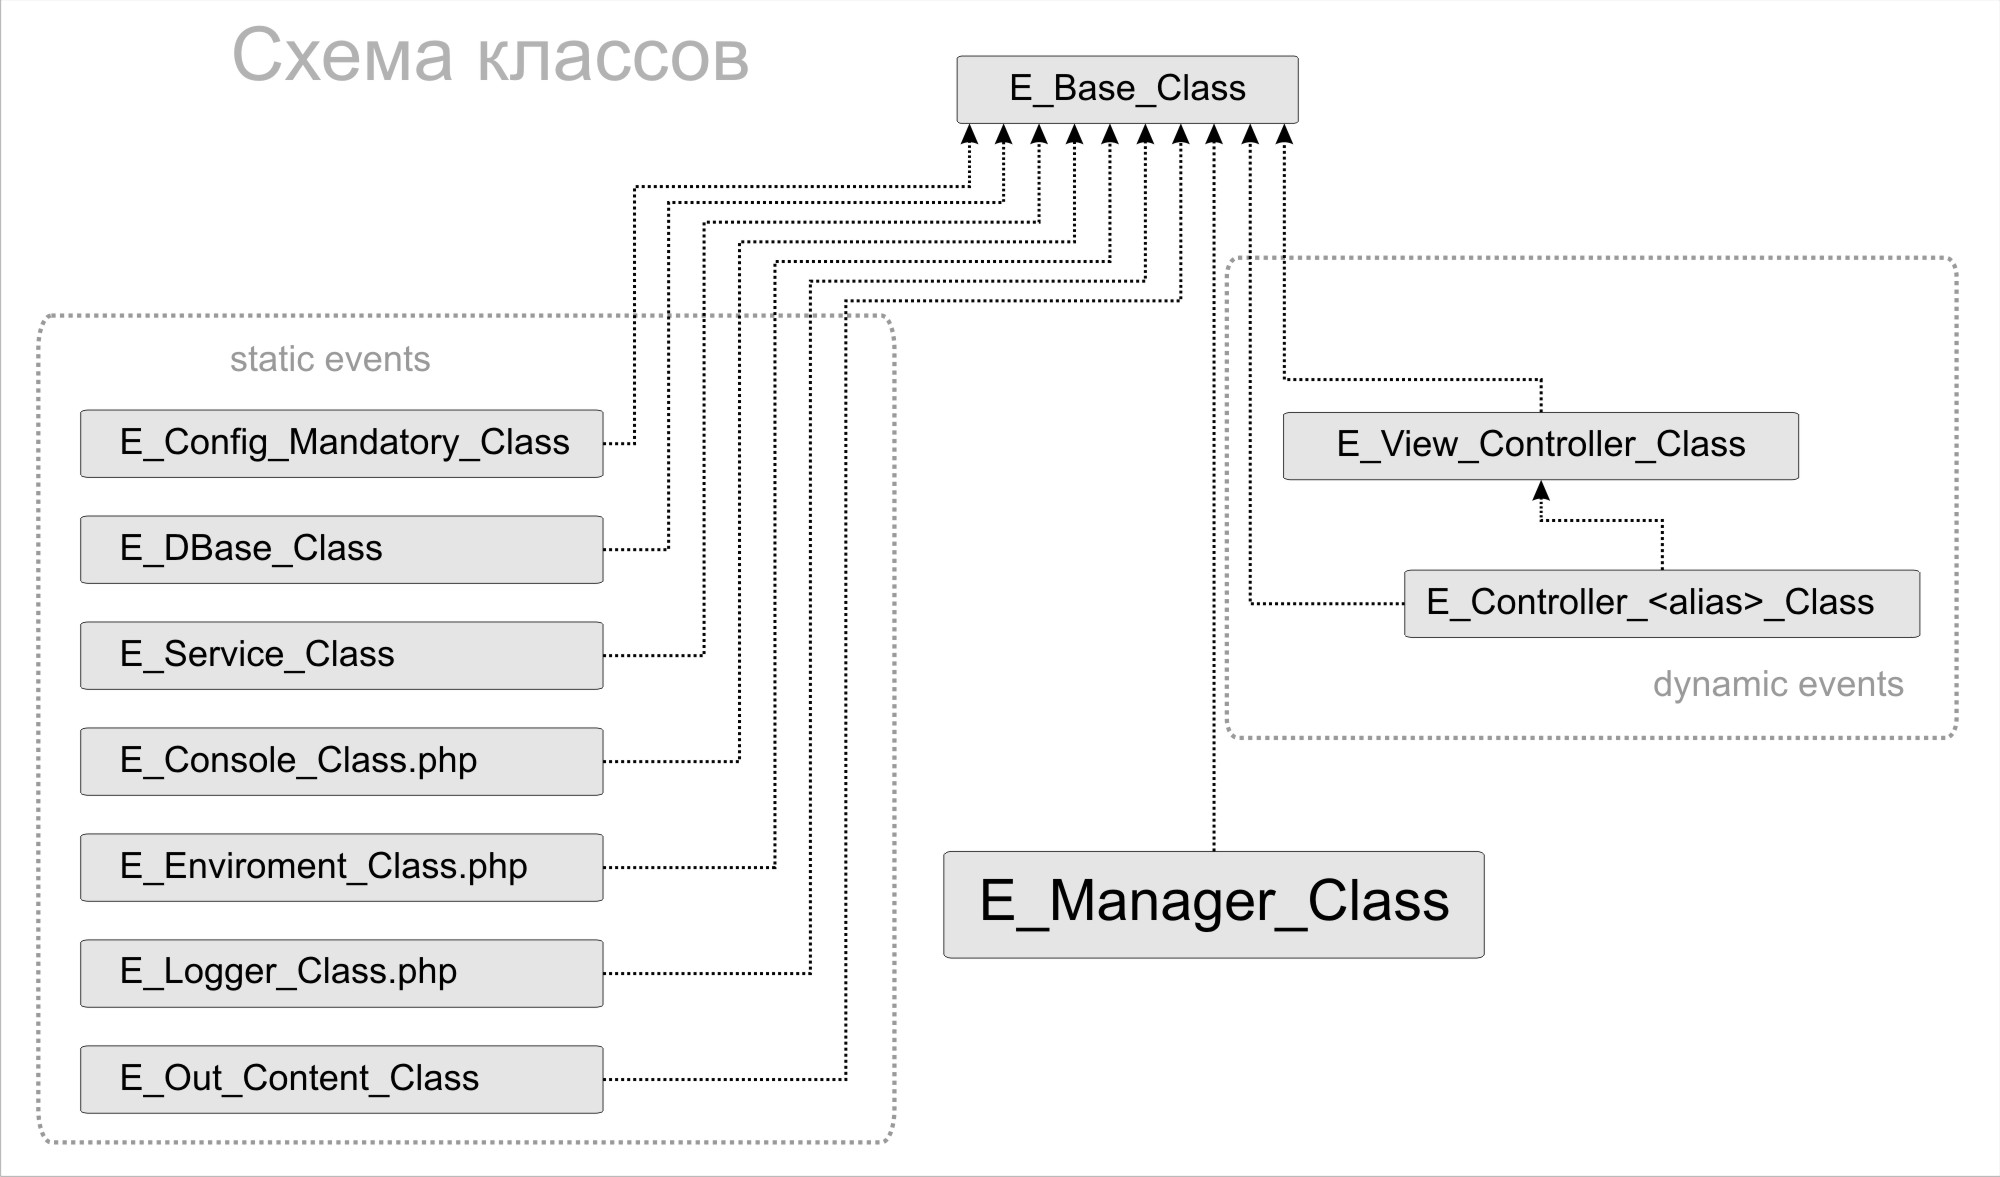 Схема классов
E_Base_Class
static events
E_Config_Mandatory_Class
E_DBase_Class
E_Service_Class
E_Console_Class.php
E_Enviroment_Class.php
E_Logger_Class.php
E_Out_Content_Class
E_View_Controller_Class
E_Controller_<alias>_Class
dynamic events
E_Manager_Class